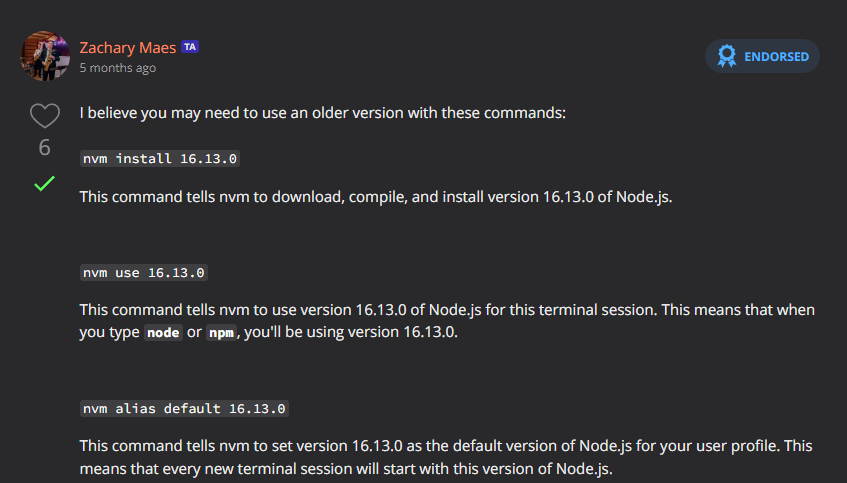 Zachary Maes TA
5 months ago
ENDORSED
I believe you may need to use an older version with these commands:
6
nvm install 16.13.0
This command tells nvm to download, compile, and install version 16.13.0 of Node.js.
nvm use 16.13.0
This command tells nvm to use version 16.13.0 of Node.js for this terminal session. This means that when
you type node or npm, you'll be using version 16.13.0.
nvm alias default 16.13.0
This command tells nvm to set version 16.13.0 as the default version of Node.js for your user profile. This
means that every new terminal session will start with this version of Node.js.